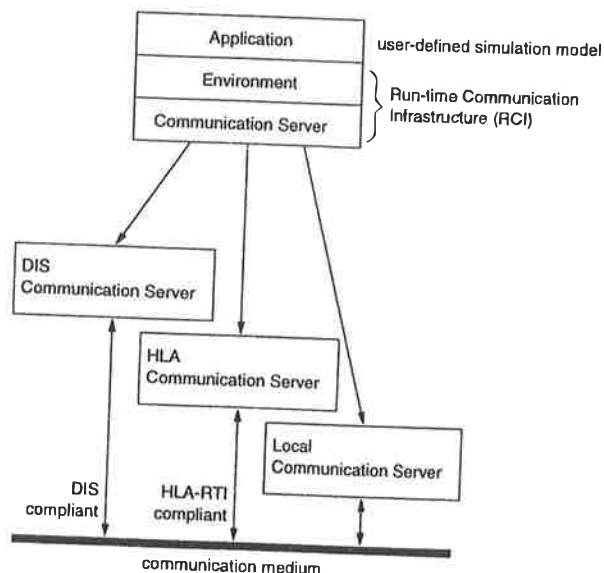 Application
user-defined simulation model
Environment
Run-time Communication
Infrastructure (RCI)
Communication Server
DIS
Communication Server
HLA
Communication Server
Local
Communication Server
DIS
compliant
HLA-RTI
compliant
communication medium